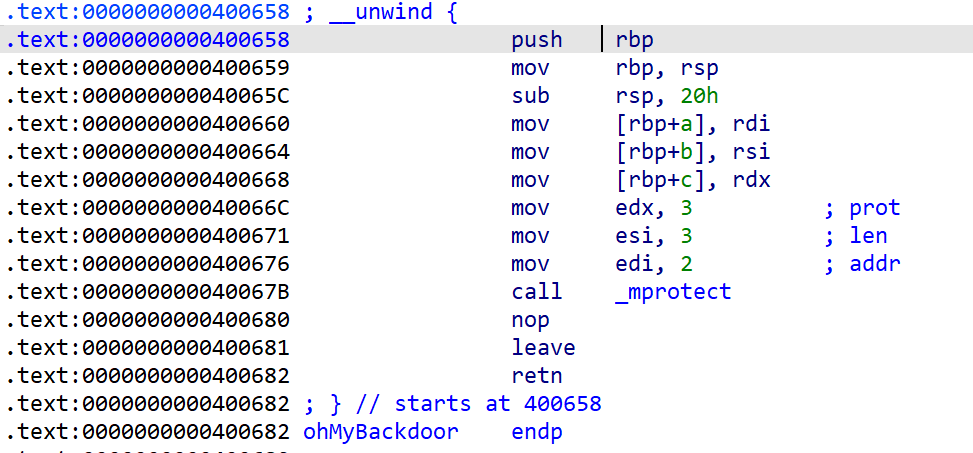 .text:0000000000400658 ; __unwind {
.text:0000000000400658 push rbp
.text:0000000000400659 mov rbp, rsp
.text:000000000040065C sub rsp, 20h
.text:0000000000400660 mov [rbp+a], rdi
.text:0000000000400664 mov [rbp+b], rsi
.text:0000000000400668 mov [rbp+c], rdx
.text:000000000040066C mov edx, 3 ; prot
.text:0000000000400671 mov esi, 3 ; len
.text:0000000000400676 mov edi, 2 ; addr
.text:000000000040067B call _mprotect
.text:0000000000400680 nop
.text:0000000000400681 leave
.text:0000000000400682 retn
.text:0000000000400682 ; } // starts at 400658
.text:0000000000400682 ohMyBackdoor endp